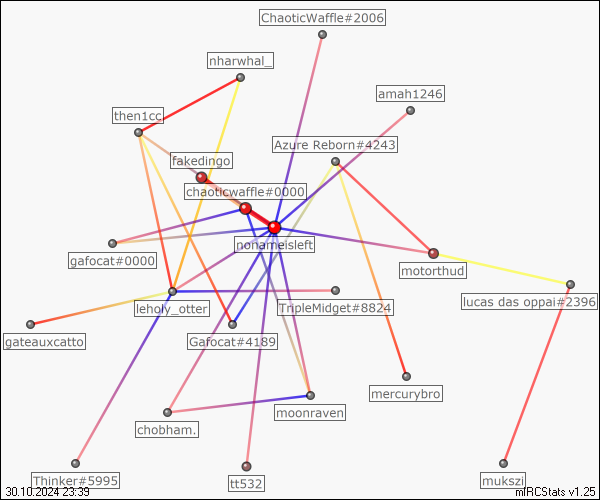 ChaoticWaffle#2006
nharwhal_
amah1246
then1cc
Azure Reborn#4243
fakedingo
chaoticwaffle#0000
nonameisleft
gafocat#0000
motorthud
lucas das oppai#2396
leholy_otter
TripleMidget#8824
gateauxcatto
Gafocat#4189
mercurybro
moonraven
chobham.
Thinker#5995
tt532
mukszi
30.10.2024 23:39
mIRCStats v1.25